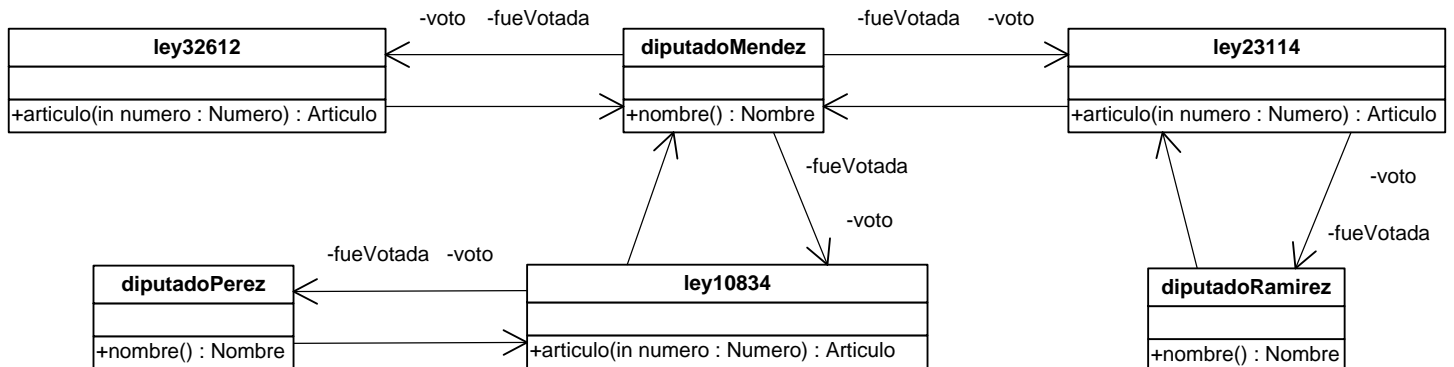 -voto -fueVotada
-fueVotada -voto
ley32612
diputadoMendez
ley23114
+articulo(in numero : Numero) : Articulo
+nombre() : Nombre
+articulo(in numero : Numero) : Articulo
-fueVotada
-voto
-voto
-fueVotada
-fueVotada -voto
diputadoPerez
ley10834
diputadoRamirez
+nombre() : Nombre
+articulo(in numero : Numero) : Articulo
+nombre() : Nombre